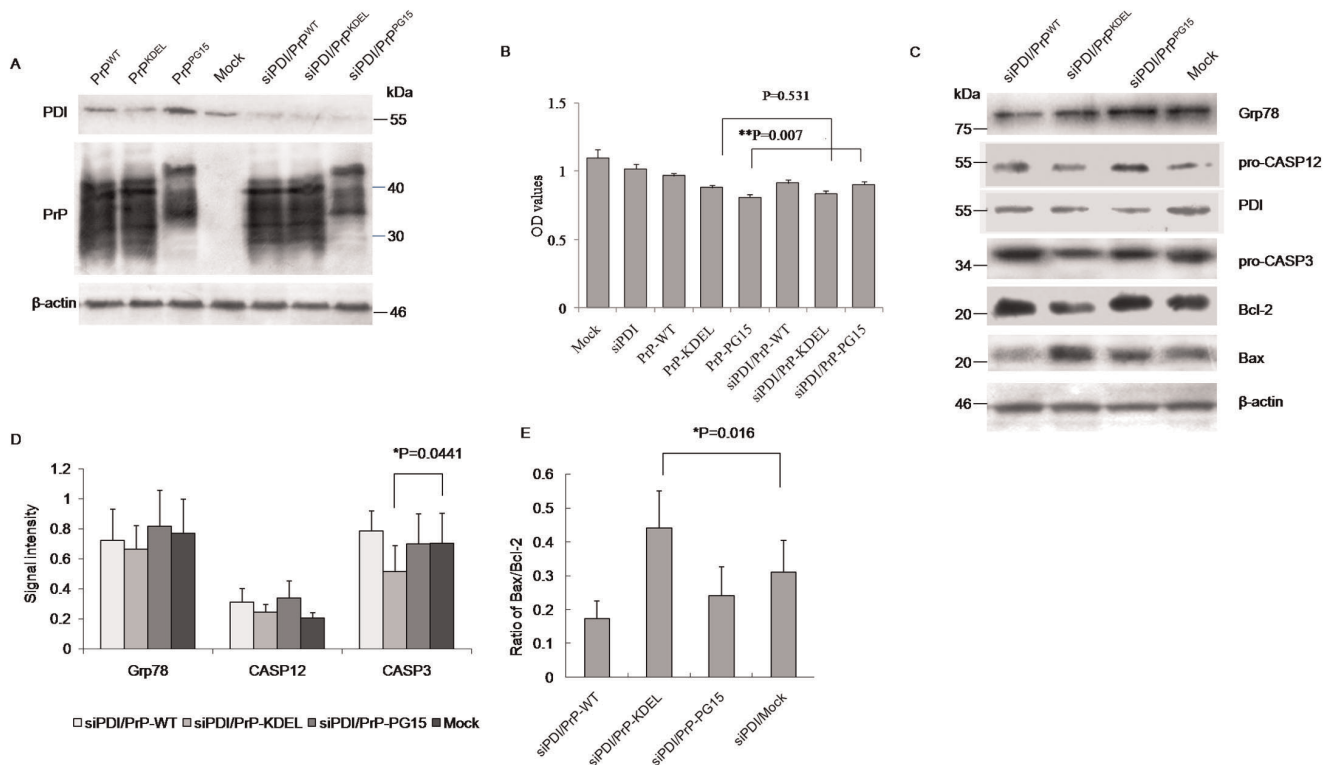 A
PrP^WT PrP^KDEL PrP^PG15 Mock siPDI/PrP^WT siPDI/PrP^KDEL siPDI/PrP^PG15
kDa
PDI
55
PrP
40
30
β-actin
46
B
P=0.531
**P=0.007
OD values
1.5
1
0.5
0
Mock siPDI PrP-WT PrP-KDEL PrP-PG15 siPDI/PrP-WT siPDI/PrP-KDEL siPDI/PrP-PG15
C
siPDI/PrP^WT siPDI/PrP^KDEL siPDI/PrP^PG15 Mock
kDa
Grp78
75
55 pro-CASP12
55 PDI
34 pro-CASP3
20 Bcl-2
20 Bax
46 β-actin
D
*P=0.0441
Signal intensity
1.2
1
0.8
0.6
0.4
0.2
0
Grp78 CASP12 CASP3
siPDI/PrP-WT siPDI/PrP-KDEL siPDI/PrP-PG15 Mock
E
*P=0.016
Ratio of Bax/Bcl-2
0.6
0.5
0.4
0.3
0.2
0.1
0
siPDI/PrP-WT siPDI/PrP-KDEL siPDI/PrP-PG15 siPDI/Mock